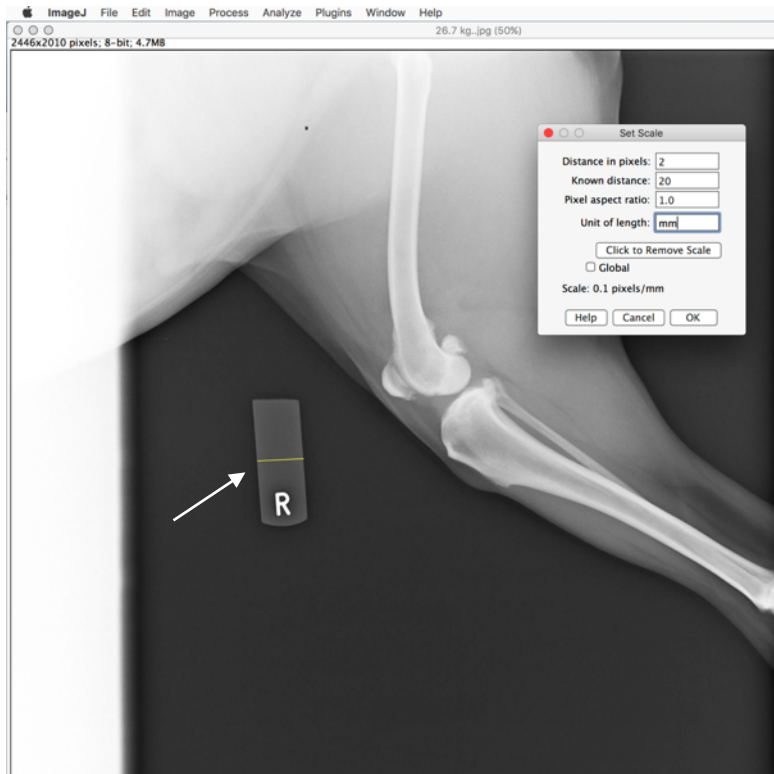 ImageJ File Edit Image Process Analyze Plugins Window Help
26.7 kg..jpg (50%)
2446x2010 pixels; 8-bit; 4.7MB
Set Scale
Distance in pixels: 2
Known distance: 20
Pixel aspect ratio: 1.0
Unit of length: mm
Click to Remove Scale
Global
Scale: 0.1 pixels/mm
Help Cancel OK
R